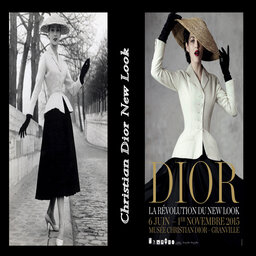 Christian Dior New Look
DIOR
LA RÉVOLUTION DU NEW LOOK
6 JUIN - 1ER NOVEMBRE 2015
MUSÉE CHRISTIAN DIOR - GRANVILLE